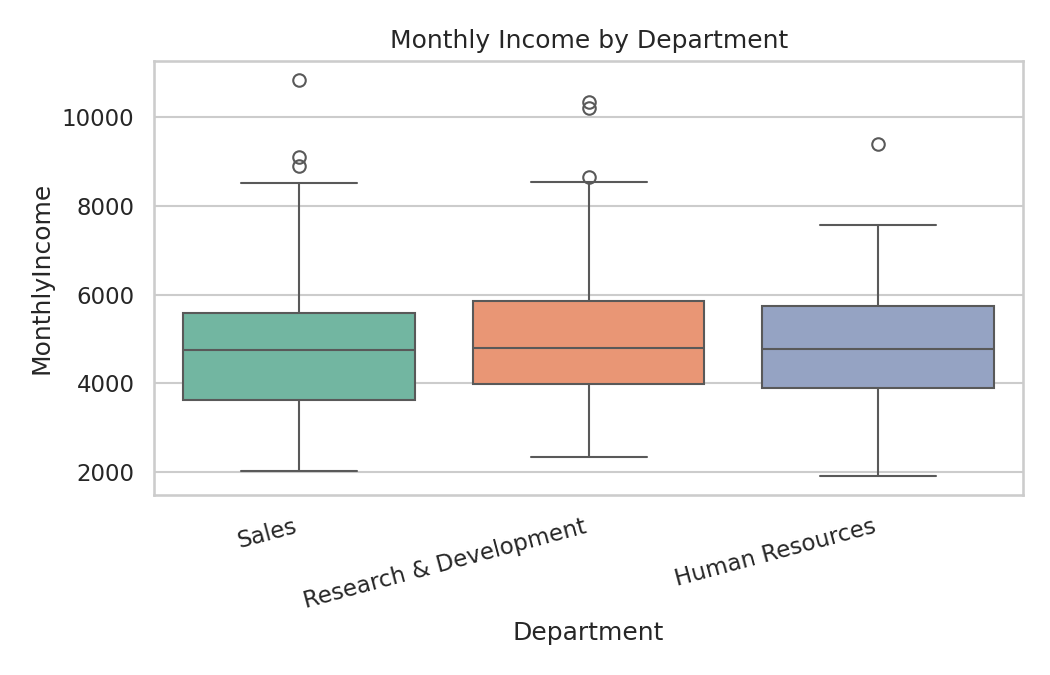 Monthly Income by Department
MonthlyIncome
10000
8000
6000
4000
2000
Sales
Research & Development
Human Resources
Department